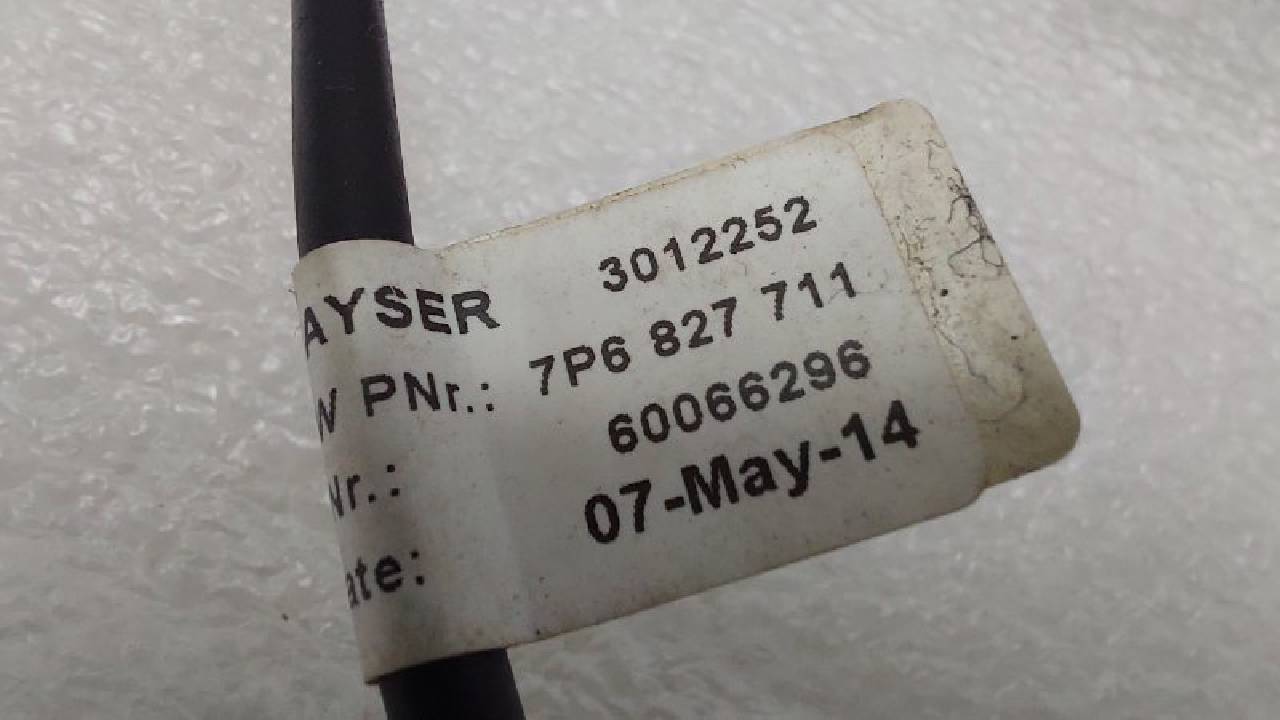 AYSER 3012252
W PNr.: 7P6 827 711
Nr.: 60066296
ate: 07-May-14